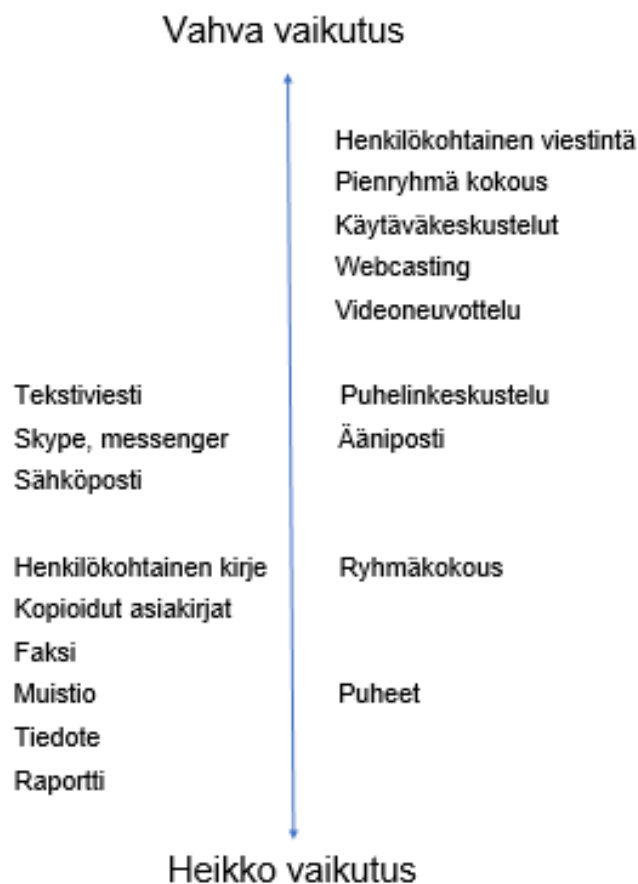 Vahva vaikutus
Henkilökohtainen viestintä
Pienryhmä kokous
Käytäväkeskustelut
Webcasting
Videoneuvottelu
Tekstiviesti
Puhelinkeskustelu
Skype, messenger
Ääniposti
Sähköposti
Henkilökohtainen kirje
Ryhmäkokous
Kopioidut asiakirjat
Faksi
Muistio
Puheet
Tiedote
Raportti
Heikko vaikutus